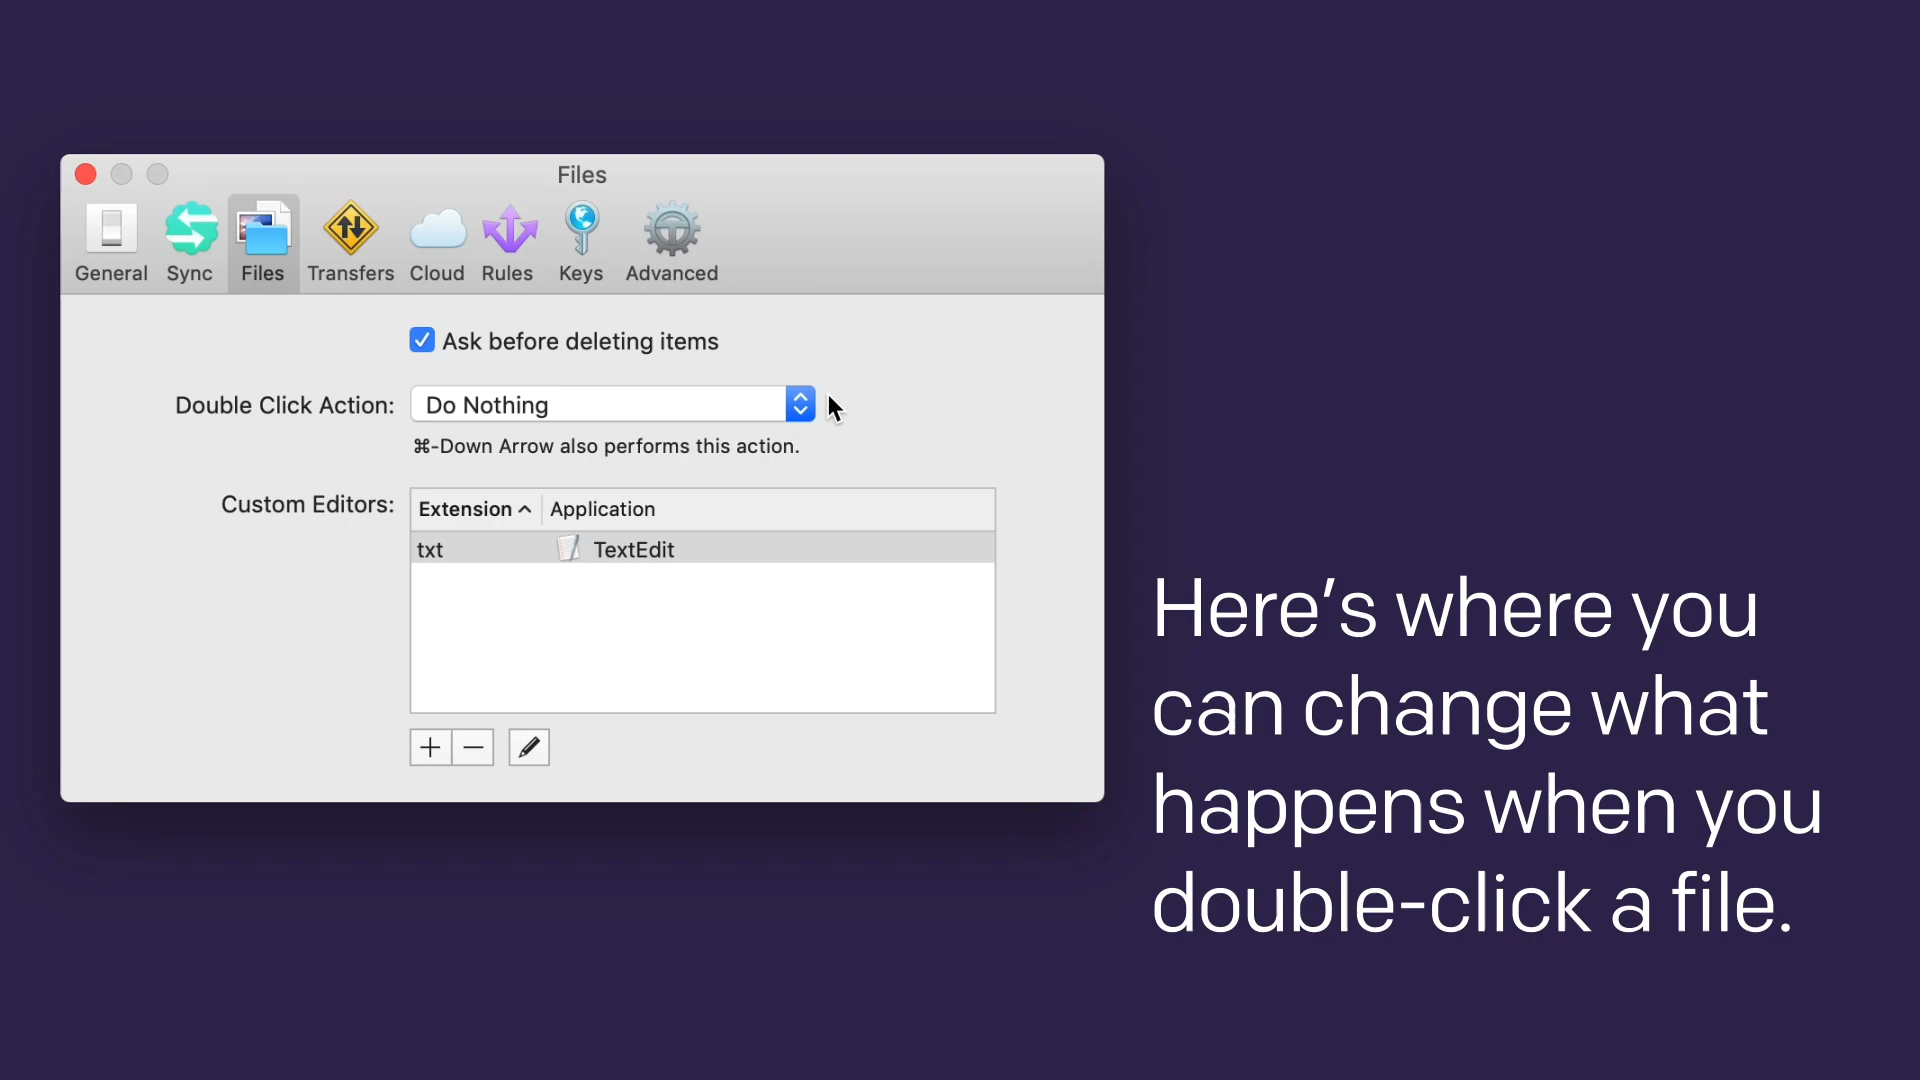 Files
General Sync Files Transfers Cloud Rules Keys Advanced
Ask before deleting items
Double Click Action: Do Nothing
⌘-Down Arrow also performs this action.
Custom Editors: Extension Application
txt TextEdit
Here’s where you
can change what
happens when you
double-click a file.